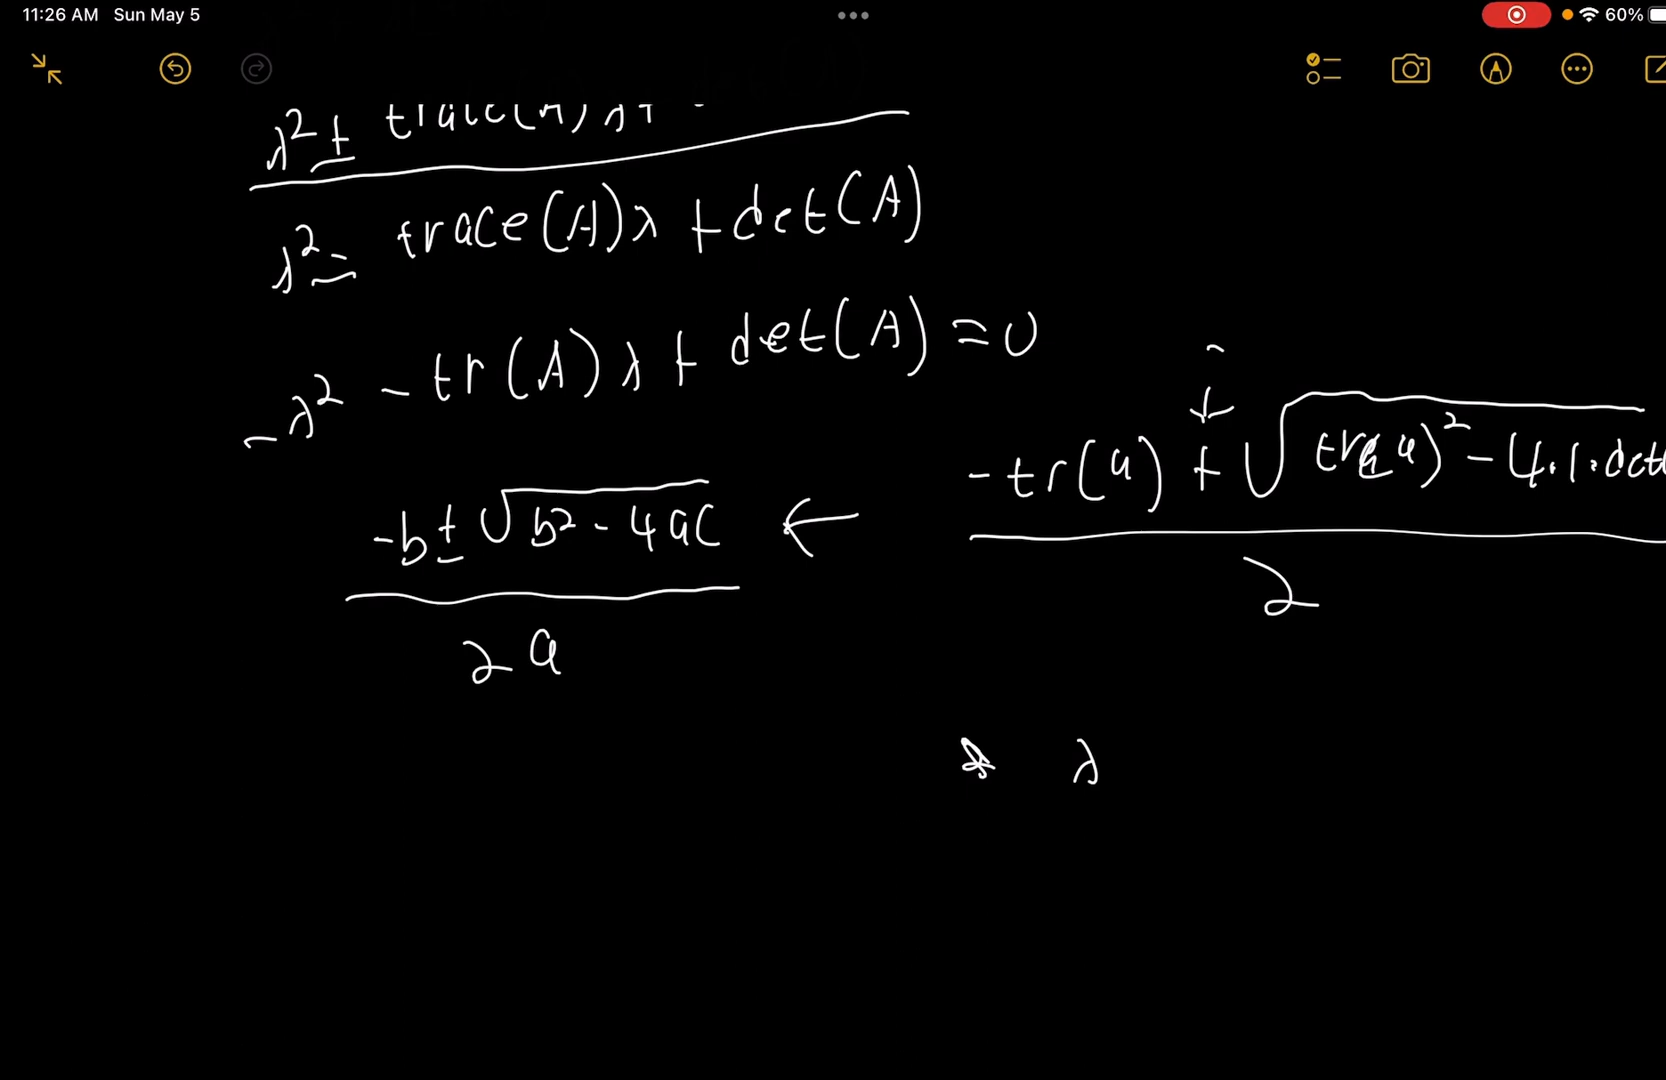 11:26 AM Sun May 5
60%
λ² ±
λ² - trace(A)λ + det(A)
-λ² - tr(A)λ + det(A) = 0
-tr(a) + √tr(a)² - 4.1.det
2
-b ± √b² - 4ac
2a
λ